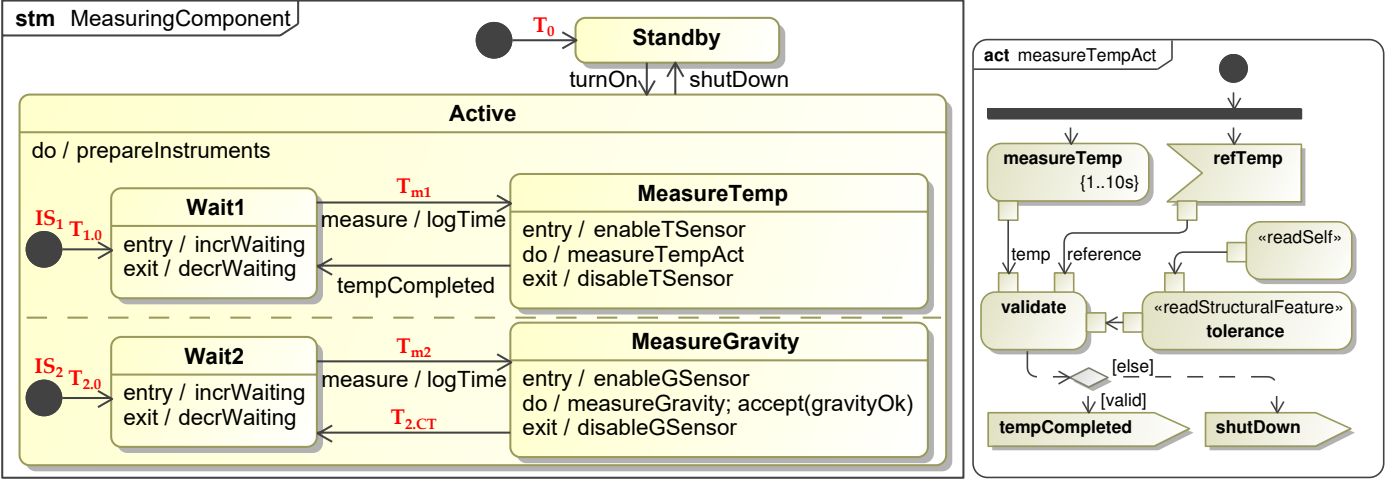 stm MeasuringComponent
T0
Standby
turnOn
shutDown
Active
do / prepareInstruments
IS1
T1.0
Wait1
entry / incrWaiting
exit / decrWaiting
Tm1
measure / logTime
tempCompleted
MeasureTemp
entry / enableTSensor
do / measureTempAct
exit / disableTSensor
IS2
T2.0
Wait2
entry / incrWaiting
exit / decrWaiting
Tm2
measure / logTime
T2.CT
MeasureGravity
entry / enableGSensor
do / measureGravity; accept(gravityOk)
exit / disableGSensor
act measureTempAct
measureTemp
{1..10s}
refTemp
temp
reference
«readSelf»
validate
«readStructuralFeature»
tolerance
[else]
[valid]
tempCompleted
shutDown